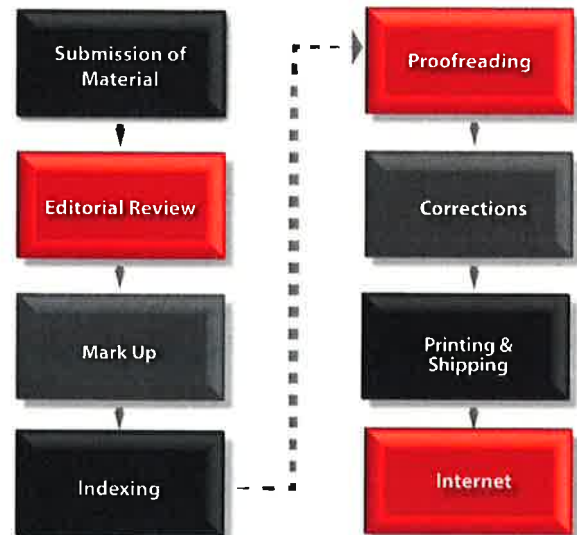 Submission of
Material
Editorial Review
Mark Up
Indexing
Proofreading
Corrections
Printing &
Shipping
Internet